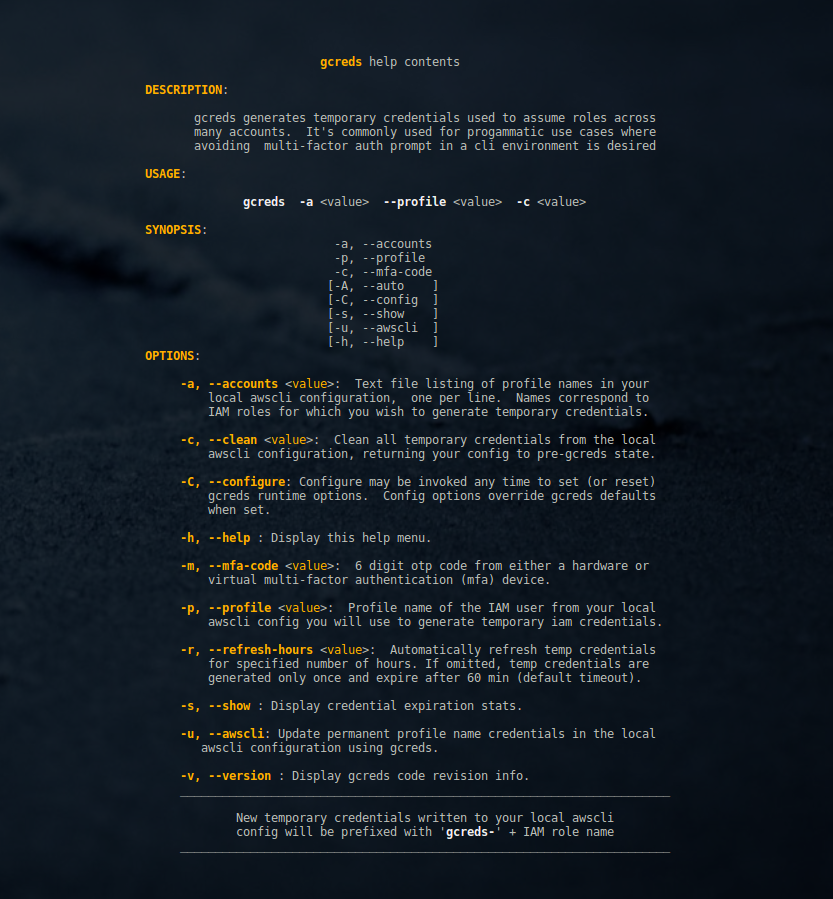 gcreds help contents
DESCRIPTION:
gcreds generates temporary credentials used to assume roles across
many accounts.  It's commonly used for progammatic use cases where
avoiding  multi-factor auth prompt in a cli environment is desired
USAGE:
gcreds  -a <value>  --profile <value>  -c <value>
SYNOPSIS:
-a, --accounts
-p, --profile
-c, --mfa-code
[-A, --auto    ]
[-C, --config  ]
[-s, --show    ]
[-u, --awscli  ]
[-h, --help    ]
OPTIONS:
-a, --accounts <value>:  Text file listing of profile names in your
local awscli configuration,  one per line.  Names correspond to
IAM roles for which you wish to generate temporary credentials.
-c, --clean <value>:  Clean all temporary credentials from the local
awscli configuration, returning your config to pre-gcreds state.
-C, --configure: Configure may be invoked any time to set (or reset)
gcreds runtime options.  Config options override gcreds defaults
when set.
-h, --help : Display this help menu.
-m, --mfa-code <value>:  6 digit otp code from either a hardware or
virtual multi-factor authentication (mfa) device.
-p, --profile <value>:  Profile name of the IAM user from your local
awscli config you will use to generate temporary iam credentials.
-r, --refresh-hours <value>:  Automatically refresh temp credentials
for specified number of hours. If omitted, temp credentials are
generated only once and expire after 60 min (default timeout).
-s, --show : Display credential expiration stats.
-u, --awscli: Update permanent profile name credentials in the local
awscli configuration using gcreds.
-v, --version : Display gcreds code revision info.
New temporary credentials written to your local awscli
config will be prefixed with 'gcreds-' + IAM role name